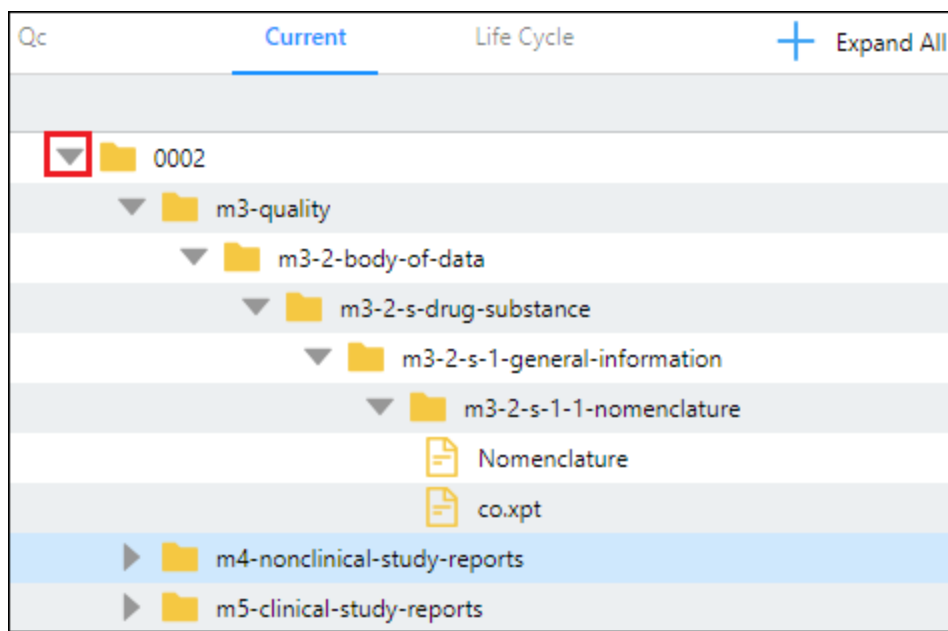 Qc Current Life Cycle Expand All
0002
m3-quality
m3-2-body-of-data
m3-2-s-drug-substance
m3-2-s-1-general-information
m3-2-s-1-1-nomenclature
Nomenclature
co.xpt
m4-nonclinical-study-reports
m5-clinical-study-reports